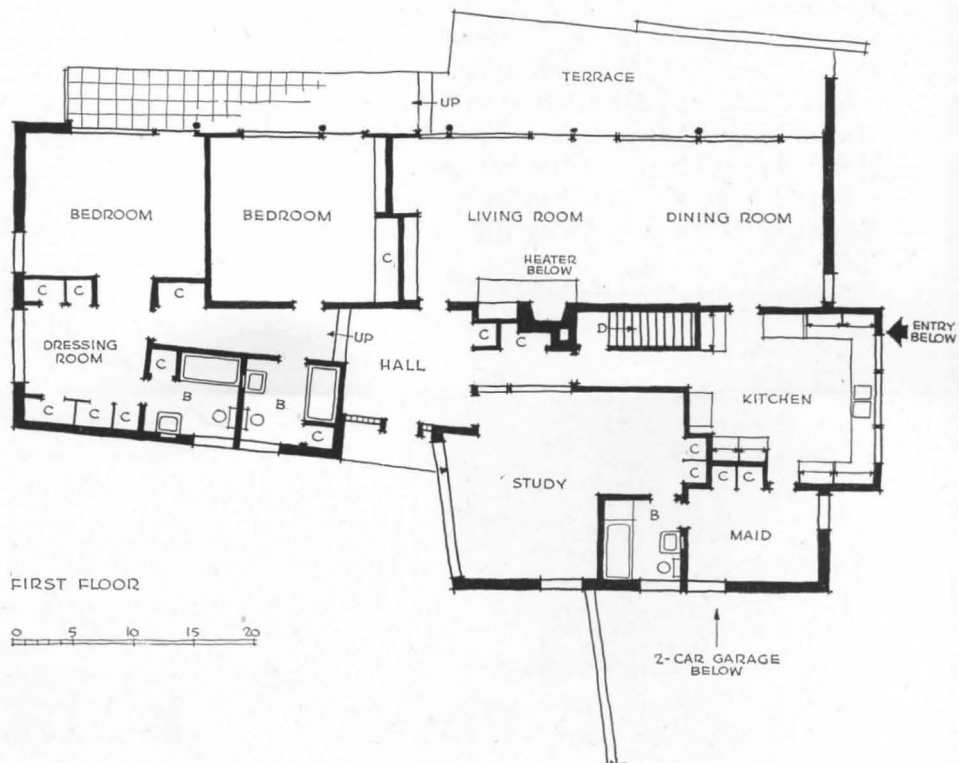 TERRACE
UP
BEDROOM
BEDROOM
LIVING ROOM
DINING ROOM
C
HEATER
BELOW
C
C
C
DRESSING
ROOM
UP
HALL
C
C
D
ENTRY
BELOW
C
B
B
KITCHEN
C
C
C
C
C
C
C
C
STUDY
B
MAID
FIRST FLOOR
0 5 10 15 20
2-CAR GARAGE
BELOW